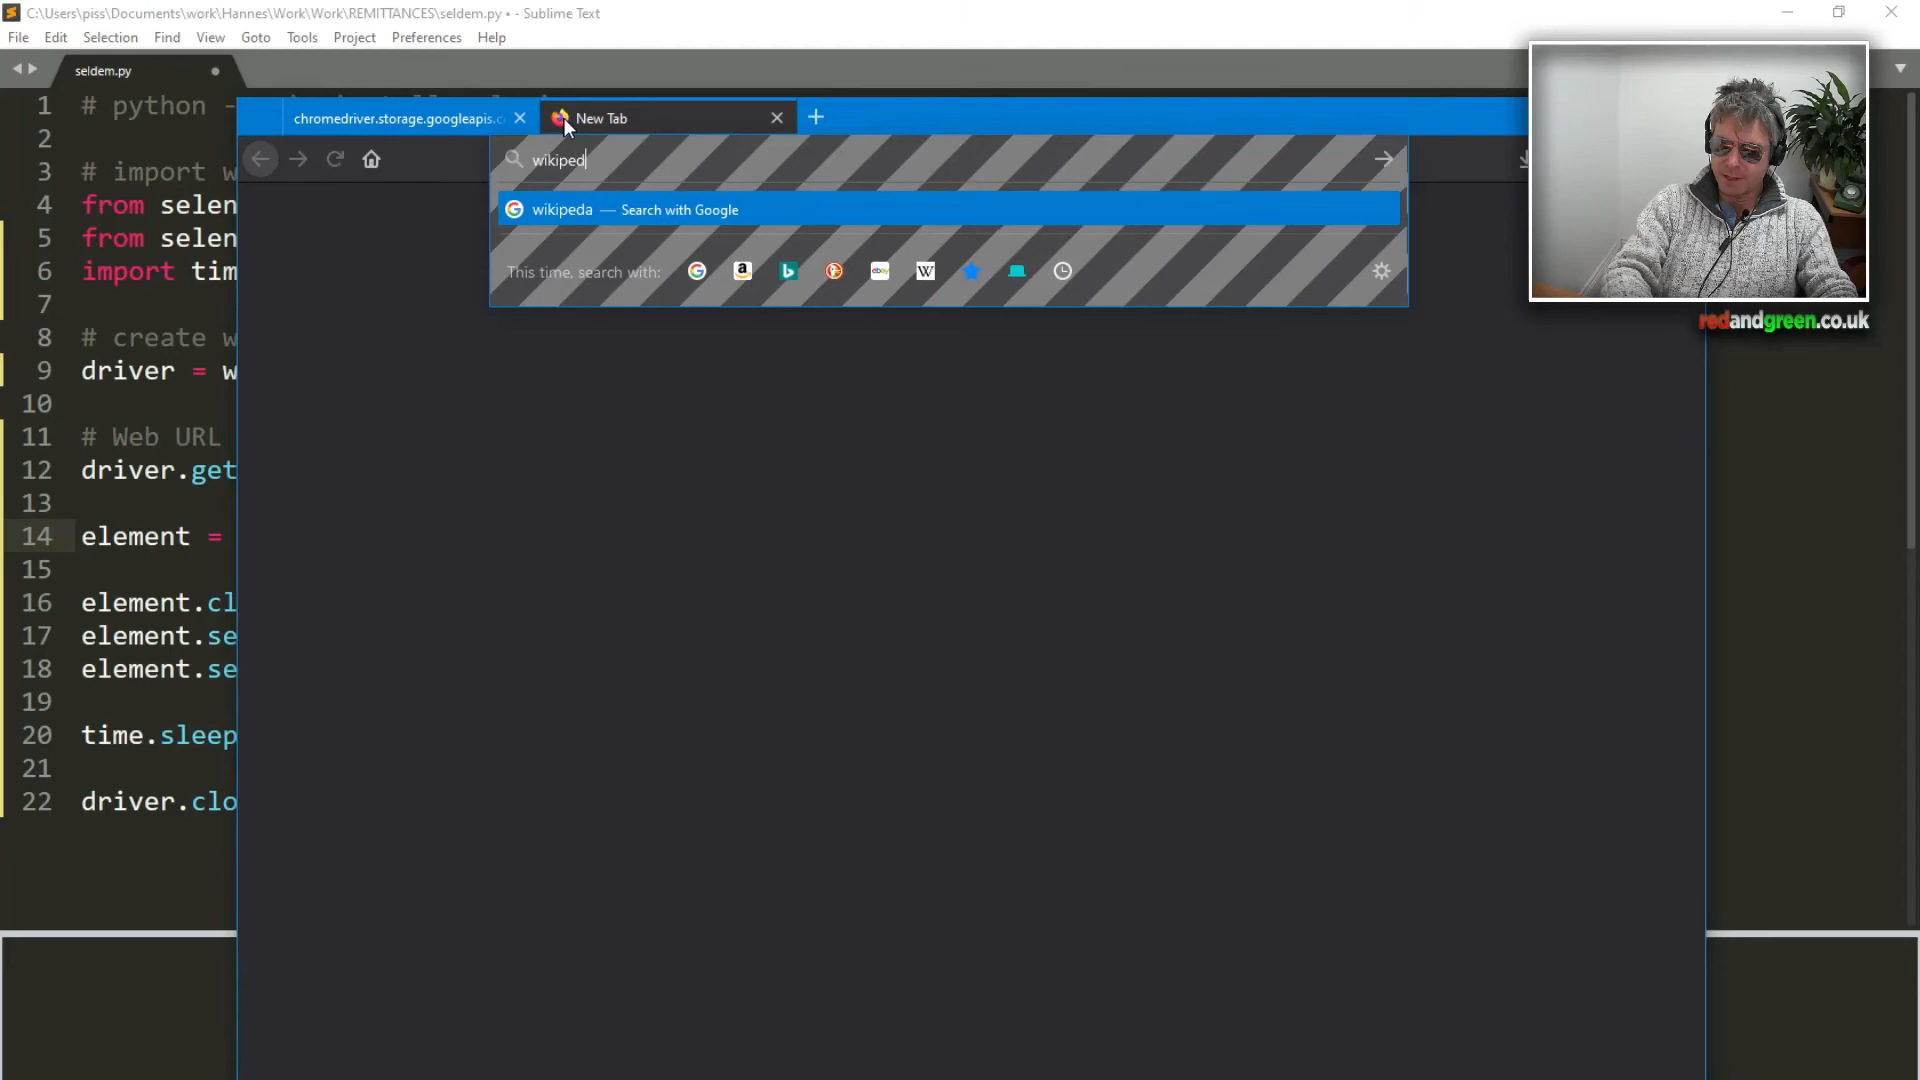 C:\Users\piss\Documents\work\Hannes\Work\Work\REMITTANCES\seldem.py • - Sublime Text
File Edit Selection Find View Goto Tools Project Preferences Help
seldem.py
chromedriver.storage.googleapis.c
New Tab
wikiped
wikipeda — Search with Google
This time, search with:
1 # python -
2
3 # import w
4 from selen
5 from selen
6 import tim
7
8 # create w
9 driver = w
10
11 # Web URL
12 driver.get
13
14 element =
15
16 element.cl
17 element.se
18 element.se
19
20 time.sleep
21
22 driver.clo
redandgreen.co.uk